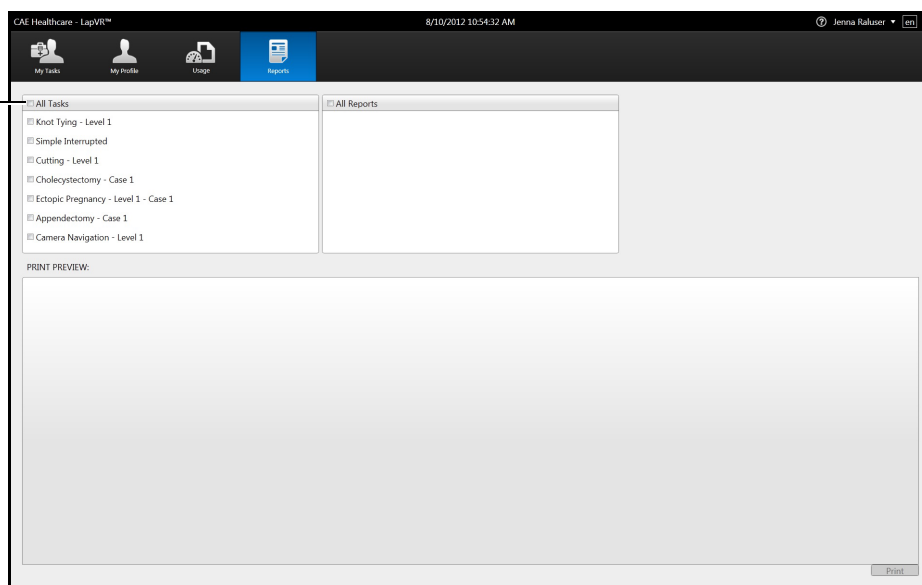 CAE Healthcare - LapVR™ 8/10/2012 10:54:32 AM ? Jenna Raluser ▼ en
My Tasks My Profile Usage Reports
All Tasks All Reports
Knot Tying - Level 1
Simple Interrupted
Cutting - Level 1
Cholecystectomy - Case 1
Ectopic Pregnancy - Level 1 - Case 1
Appendectomy - Case 1
Camera Navigation - Level 1
PRINT PREVIEW:
Print